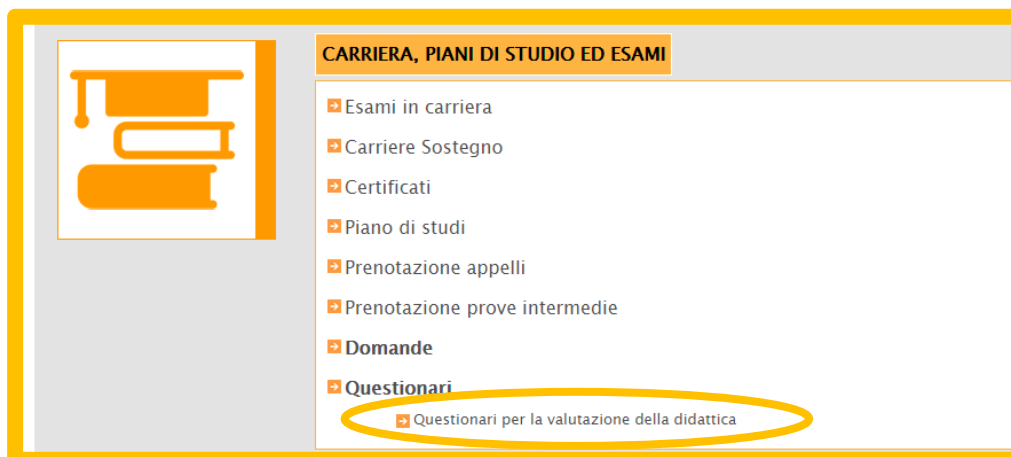 CARRIERA, PIANI DI STUDIO ED ESAMI
Esami in carriera
Carriere Sostegno
Certificati
Piano di studi
Prenotazione appelli
Prenotazione prove intermedie
Domande
Questionari
Questionari per la valutazione della didattica